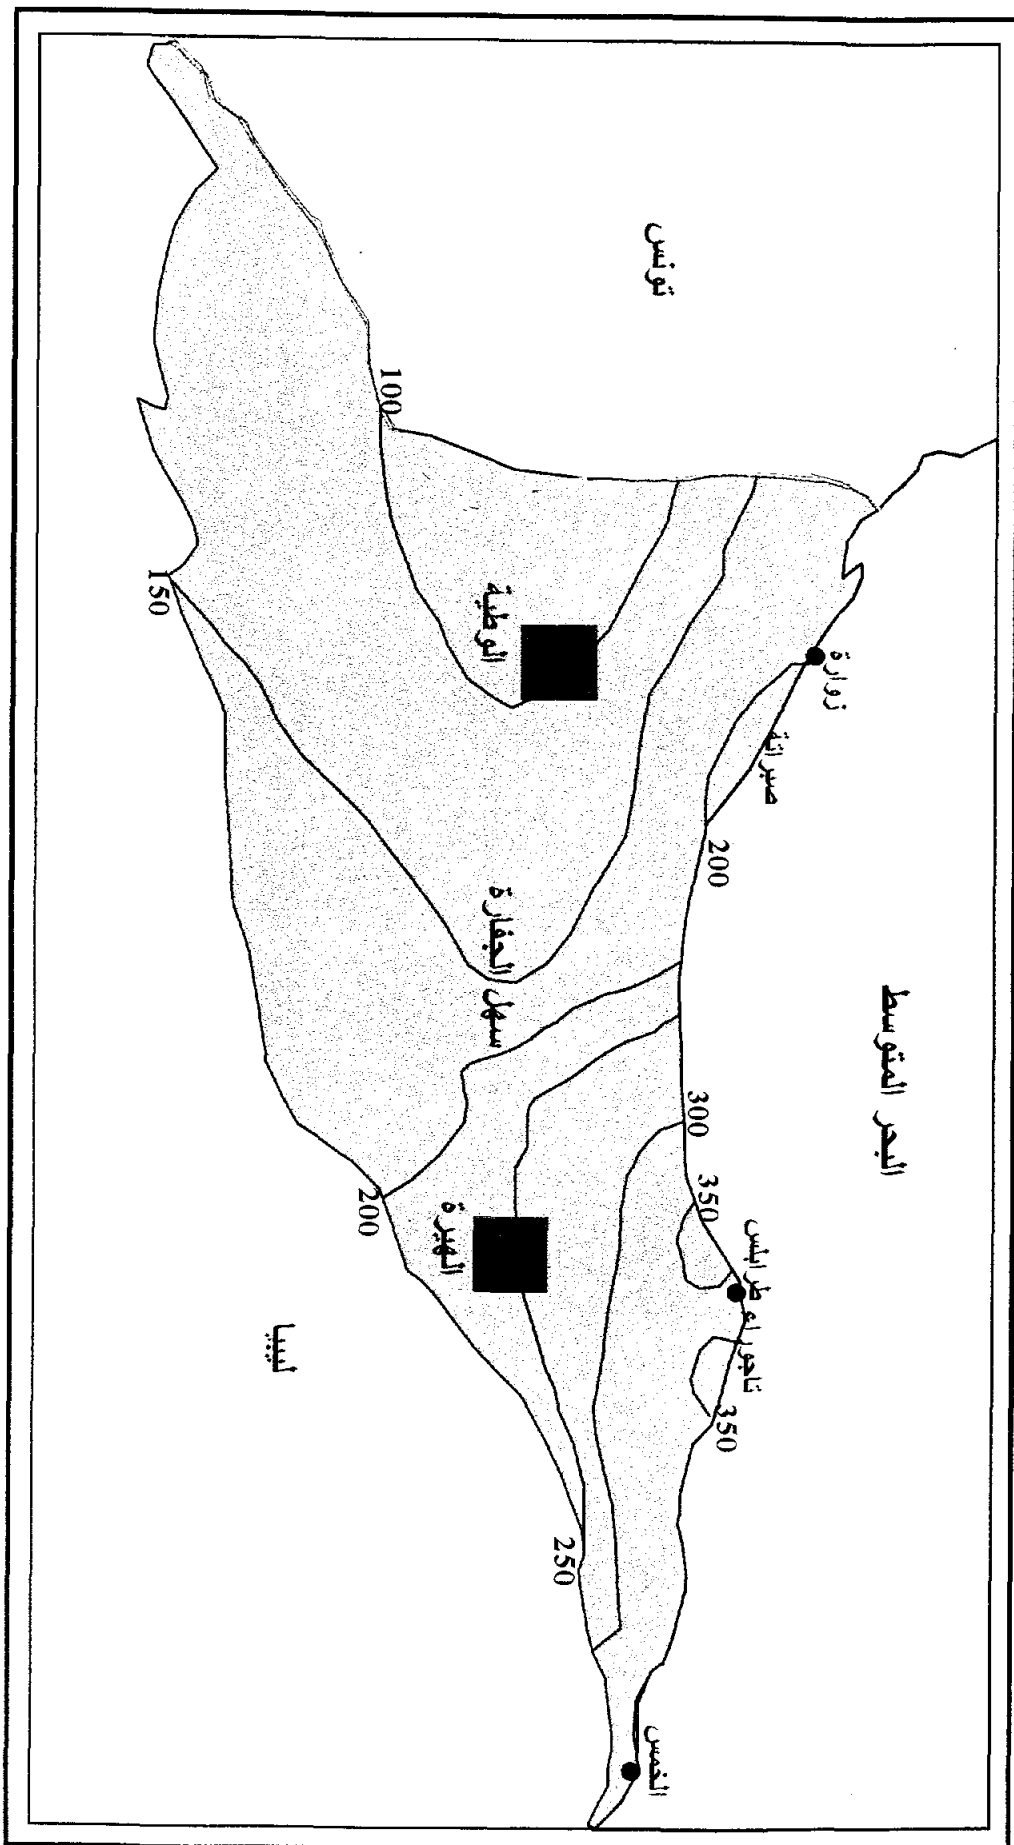 تونس
البحر المتوسط
زوارة
صبراتة
200
300
350
طرابلس
تاجوراء
350
الخمس
100
الوطية
سهل الجفارة
150
الهيرة
200
250
ليبيا